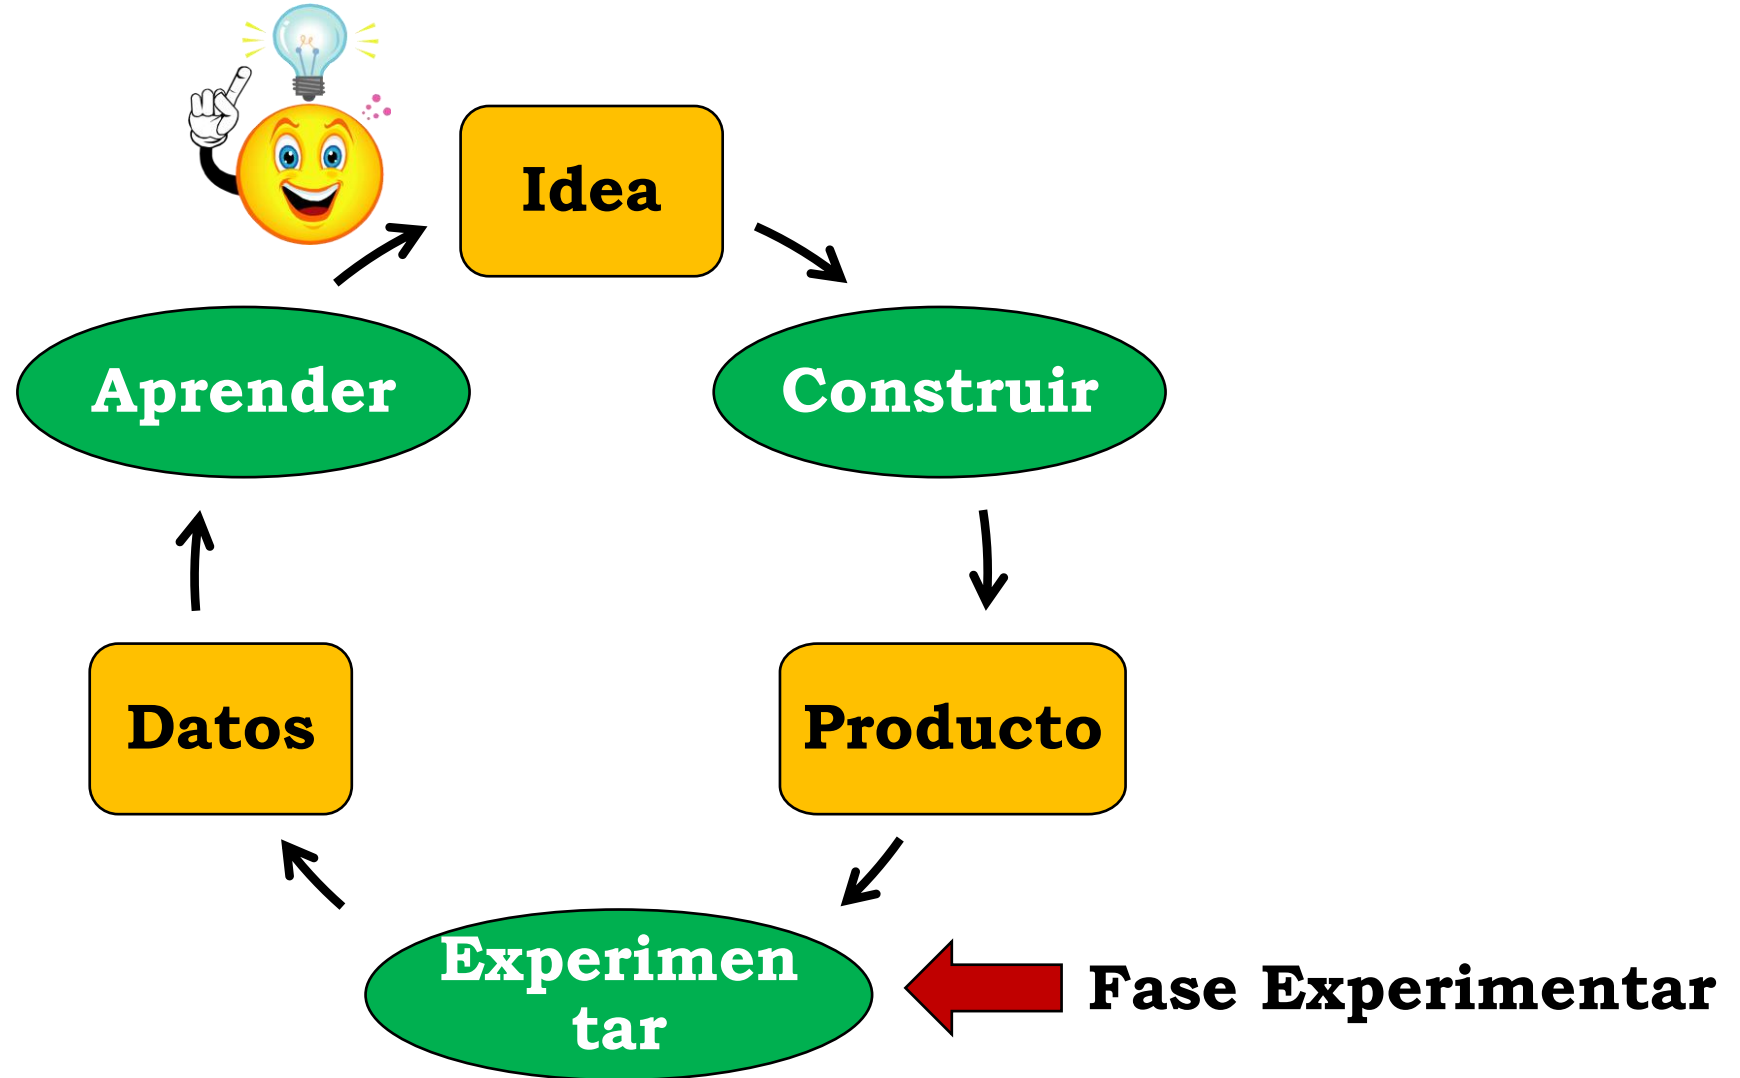 Idea
Aprender
Construir
Datos
Producto
Experimen
tar
Fase Experimentar